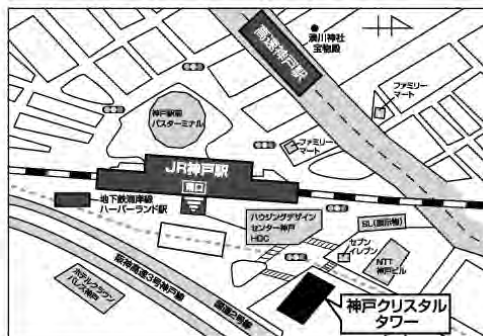 湊川神社
宝物殿
高速神戸駅
ファミリー
マート
神戸駅前
バスターミナル
ファミリー
マート
JR神戸駅
南口
地下鉄海岸線
ハーバーランド駅
ハウジングデザイン
センター神戸
HDC
SL(展示物)
セブン
イレブン
NTT
神戸ビル
阪神高速3号神戸線
国道2号線
ホテルクラウン
パレス神戸
神戸クリスタル
タワー